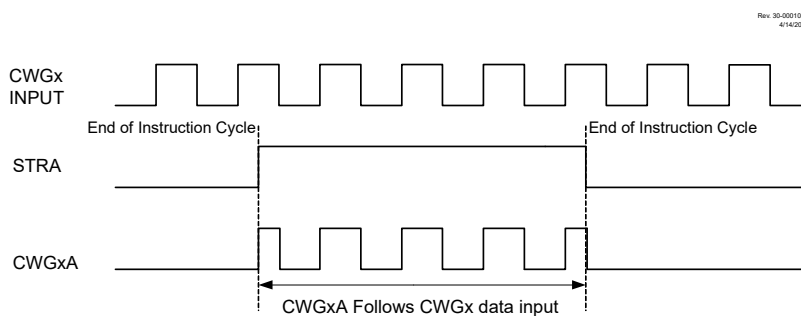 Rev. 30-00010
4/14/20
CWGx
INPUT
End of Instruction Cycle
End of Instruction Cycle
STRA
CWGxA
CWGxA Follows CWGx data input